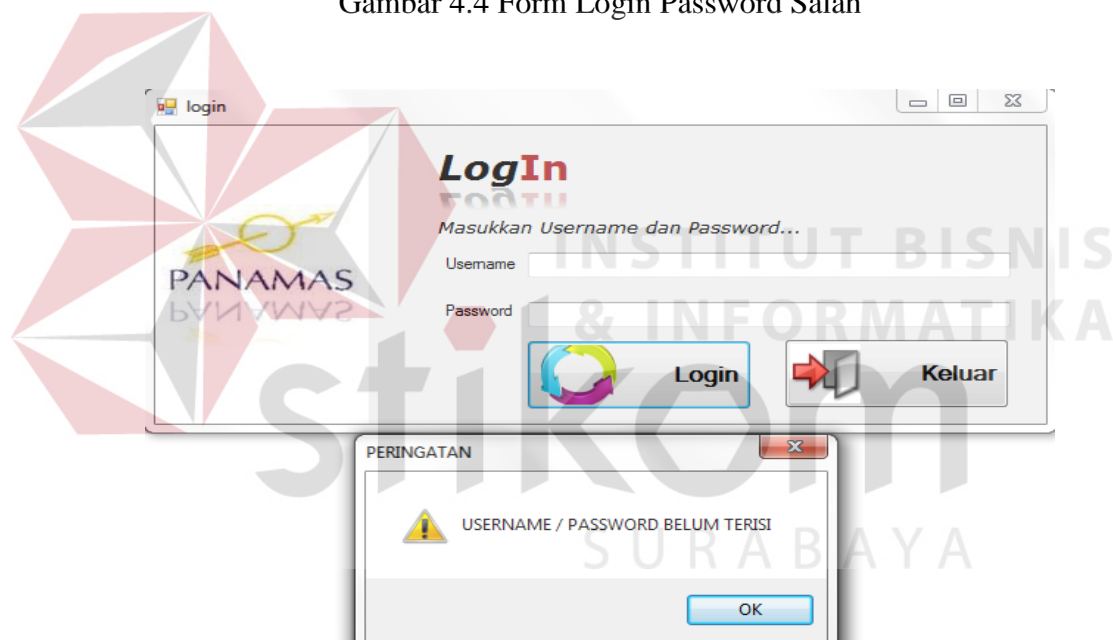 Gambar 4.4 Form Login Password Salah
login
LogIn
Masukkan Username dan Password...
INSTITUT BISNIS
Username
PANAMAS
Password
& INFORMATIKA
Login
Keluar
stikom
PERINGATAN
USERNAME / PASSWORD BELUM TERISI
SURABAYA
OK